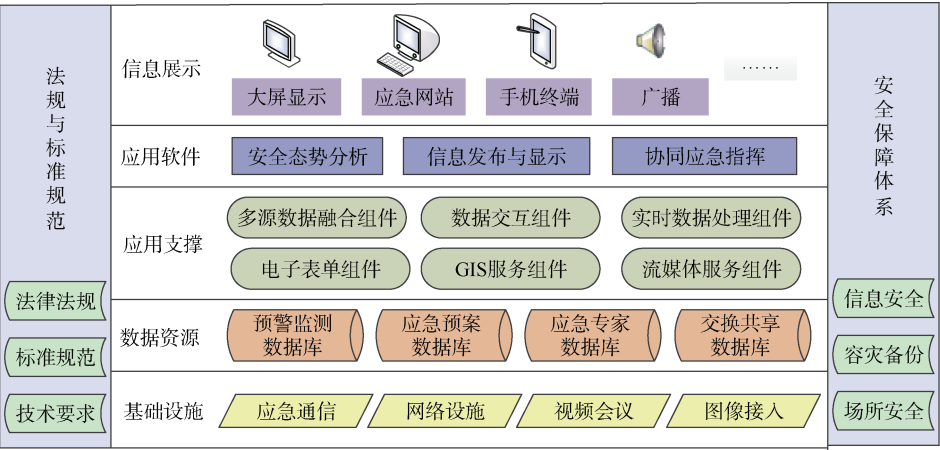 法规与标准规范
法律法规
标准规范
技术要求
信息展示
大屏显示
应急网站
手机终端
广播
……
应用软件
安全态势分析
信息发布与显示
协同应急指挥
应用支撑
多源数据融合组件
数据交互组件
实时数据处理组件
电子表单组件
GIS服务组件
流媒体服务组件
数据资源
预警监测
数据库
应急预案
数据库
应急专家
数据库
交换共享
数据库
基础设施
应急通信
网络设施
视频会议
图像接入
安全保障体系
信息安全
容灾备份
场所安全